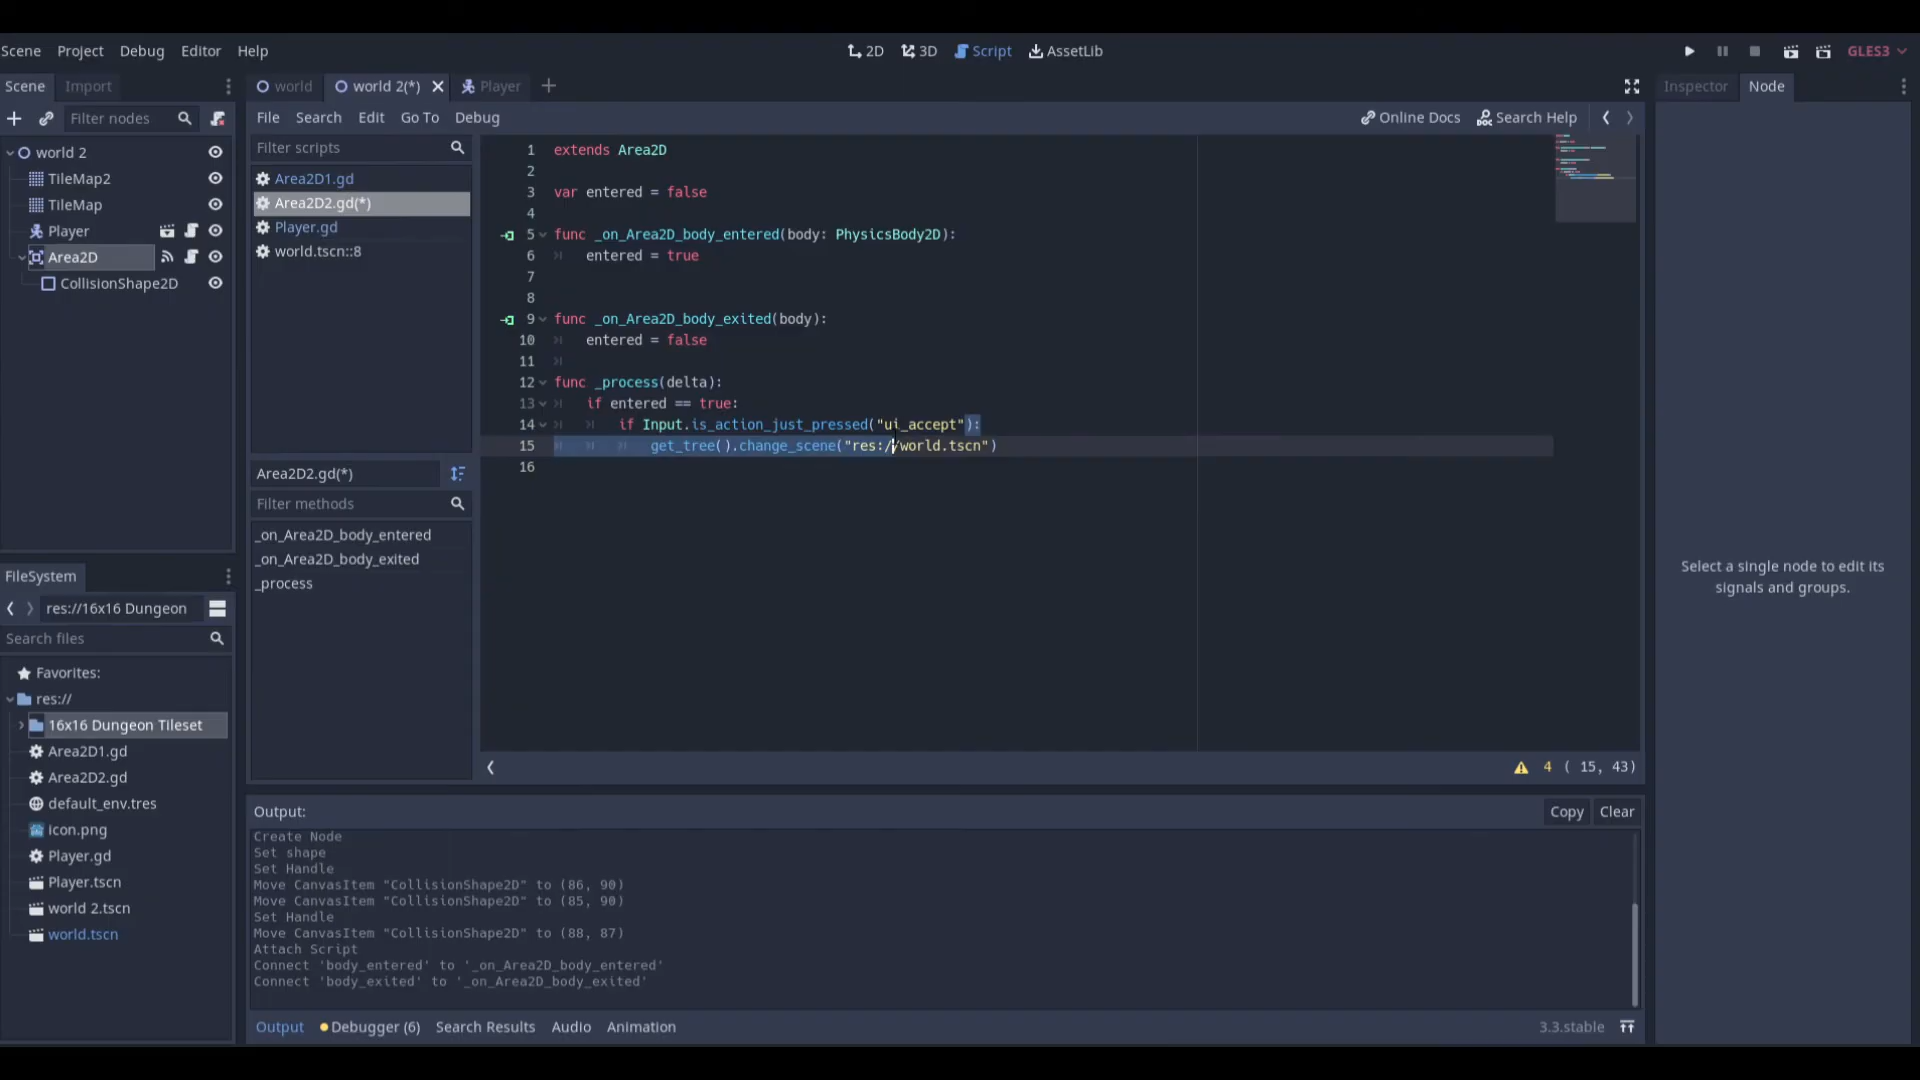 Scene Project Debug Editor Help
2D 3D Script AssetLib
GLES3
Scene Import
world world 2(*) Player
Inspector Node
Filter nodes
File Search Edit Go To Debug
Online Docs Search Help
world 2
TileMap2
TileMap
Player
Area2D
CollisionShape2D
Filter scripts
Area2D1.gd
Area2D2.gd(*)
Player.gd
world.tscn::8
Area2D2.gd(*)
Filter methods
_on_Area2D_body_entered
_on_Area2D_body_exited
_process
1 extends Area2D
2
3 var entered = false
4
5 func _on_Area2D_body_entered(body: PhysicsBody2D):
6 entered = true
7
8
9 func _on_Area2D_body_exited(body):
10 entered = false
11
12 func _process(delta):
13 if entered == true:
14 if Input.is_action_just_pressed("ui_accept"):
15 get_tree().change_scene("res://world.tscn")
16
4 ( 15, 43)
Select a single node to edit its
signals and groups.
FileSystem
res://16x16 Dungeon
Search files
Favorites:
res://
16x16 Dungeon Tileset
Area2D1.gd
Area2D2.gd
default_env.tres
icon.png
Player.gd
Player.tscn
world 2.tscn
world.tscn
Output:
Copy Clear
Create Node
Set shape
Set Handle
Move CanvasItem "CollisionShape2D" to (86, 90)
Move CanvasItem "CollisionShape2D" to (85, 90)
Set Handle
Move CanvasItem "CollisionShape2D" to (88, 87)
Attach Script
Connect 'body_entered' to '_on_Area2D_body_entered'
Connect 'body_exited' to '_on_Area2D_body_exited'
Output Debugger (6) Search Results Audio Animation
3.3.stable